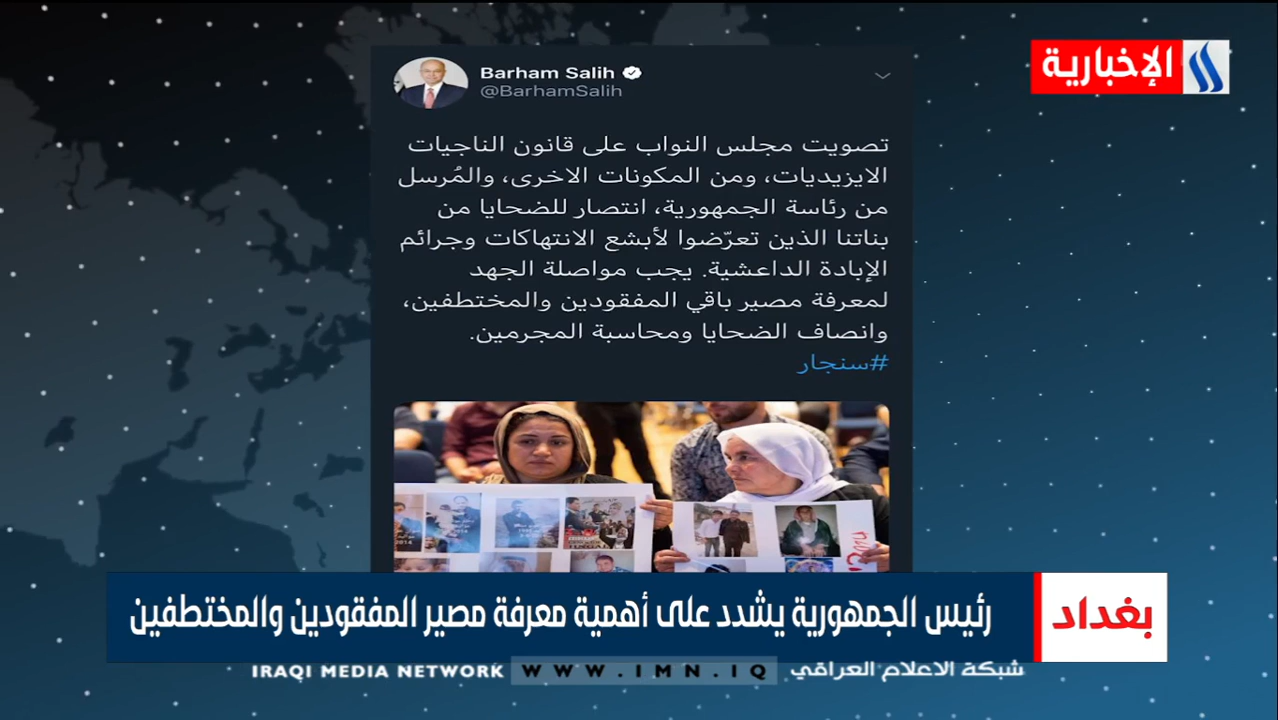 الإخبارية
Barham Salih
@BarhamSalih
تصويت مجلس النواب على قانون الناجيات
الايزيديات، ومن المكونات الاخرى، والمُرسل
من رئاسة الجمهورية، انتصار للضحايا من
بناتنا الذين تعرّضوا لأبشع الانتهاكات وجرائم
الإبادة الداعشية. يجب مواصلة الجهد
لمعرفة مصير باقي المفقودين والمختطفين،
وانصاف الضحايا ومحاسبة المجرمين.
#سنجار
2014
بغداد
رئيس الجمهورية يشدد على أهمية معرفة مصير المفقودين والمختطفين
شبكة الاعلام العراقي
WWW.IMN.IQ
IRAQI MEDIA NETWORK